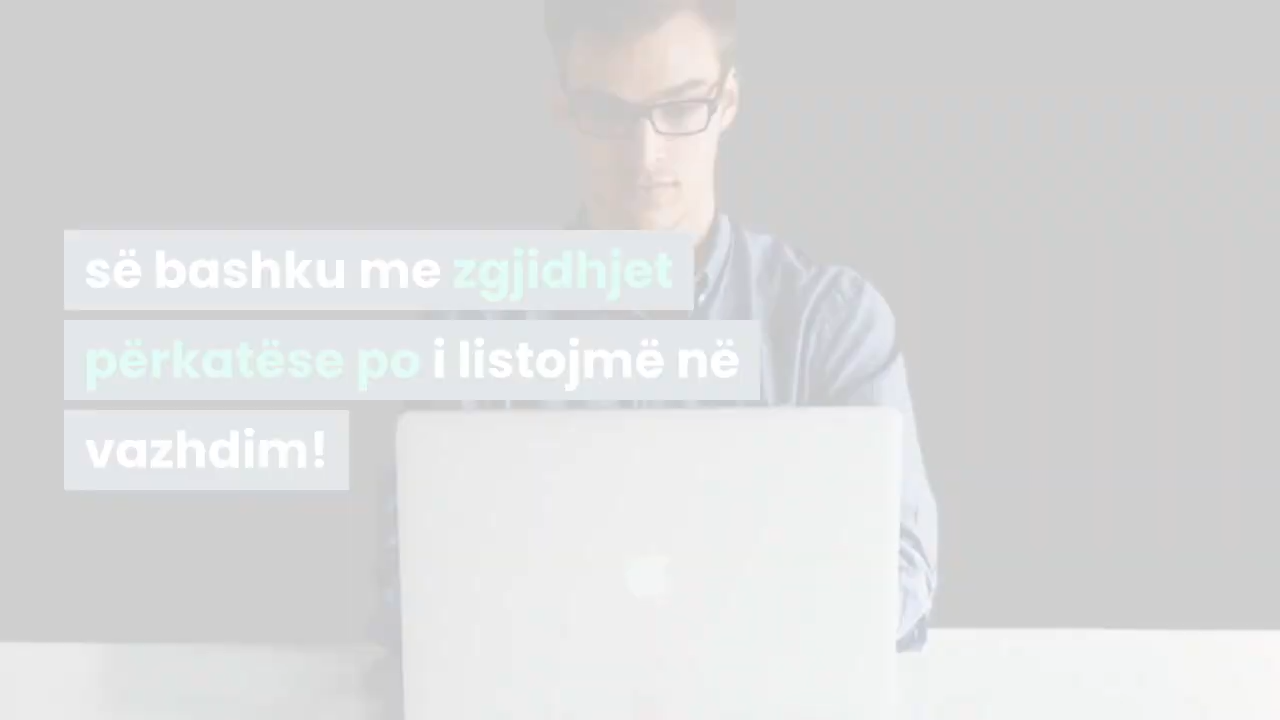 së bashku me zgjidhjet
përkatëse po i listojmë në
vazhdim!